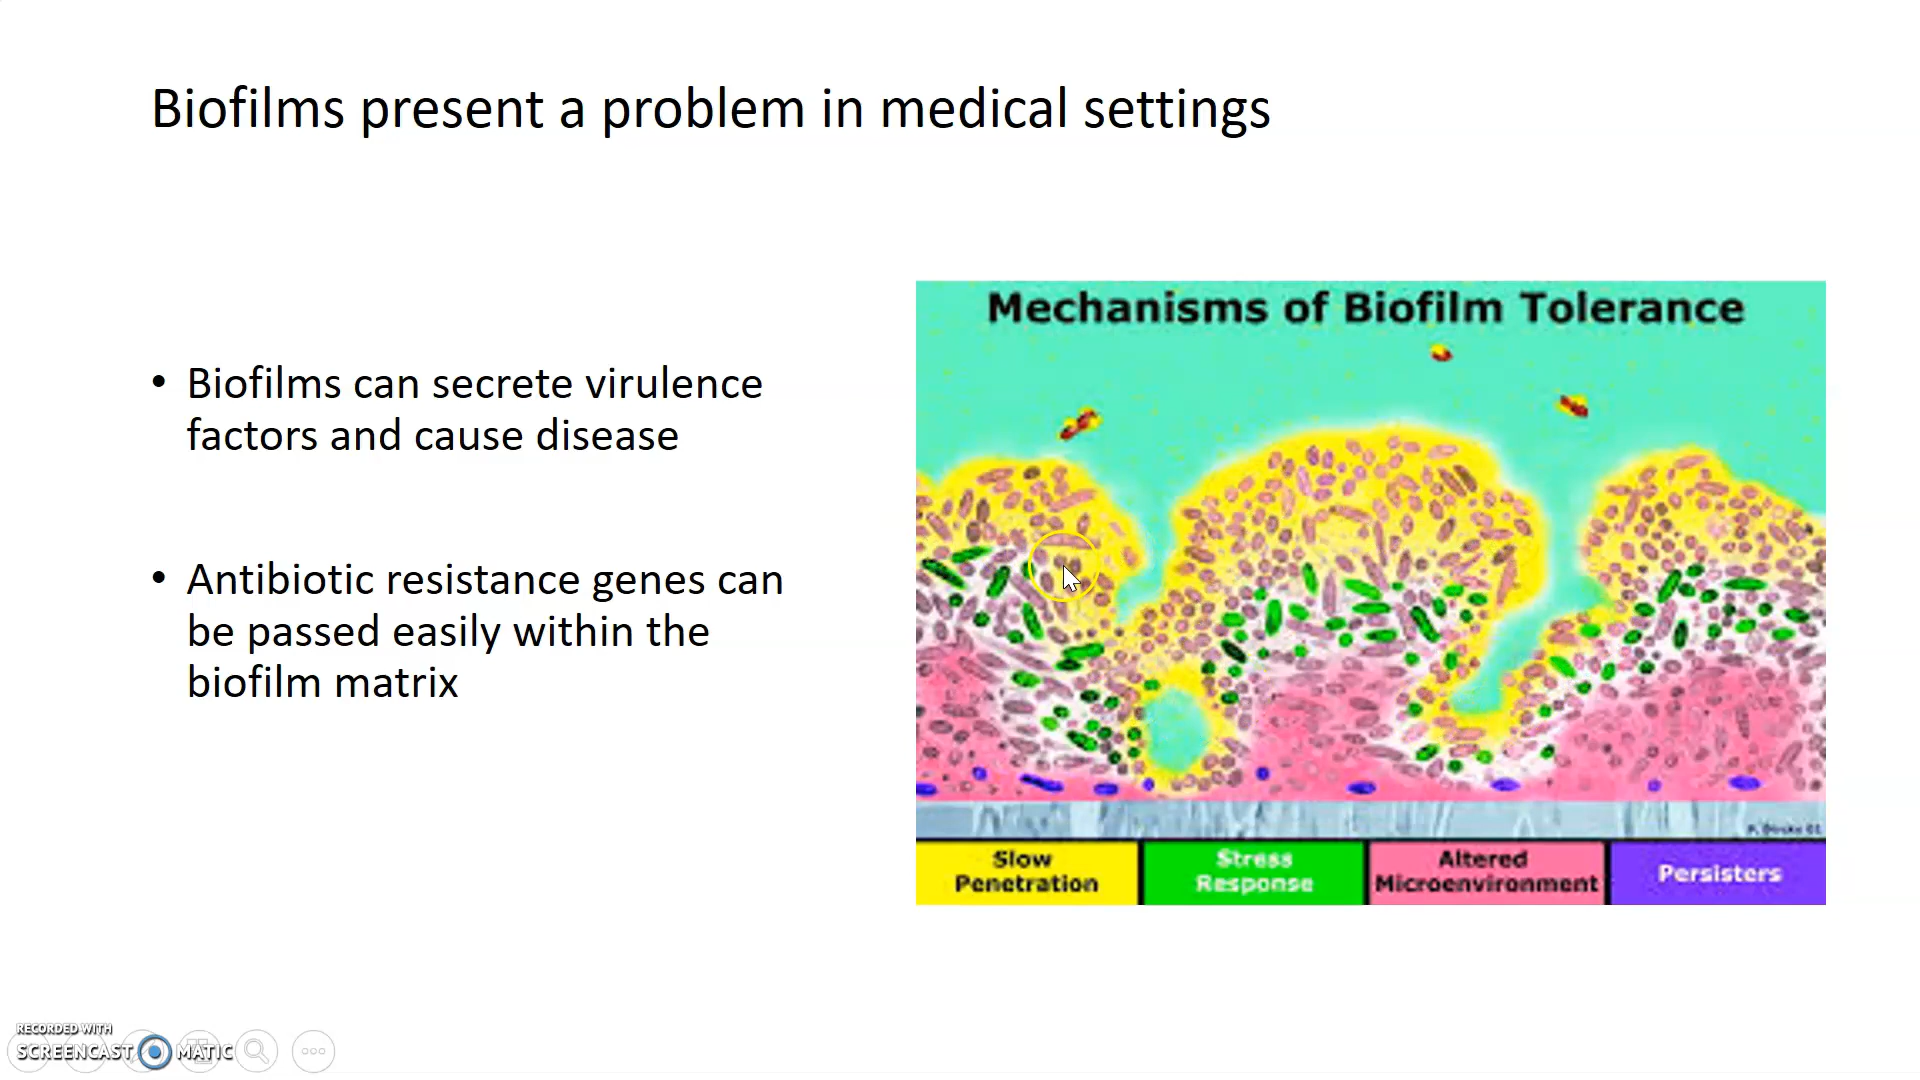 Biofilms present a problem in medical settings
• Biofilms can secrete virulence
factors and cause disease
• Antibiotic resistance genes can
be passed easily within the
biofilm matrix
Mechanisms of Biofilm Tolerance
Slow
Penetration
Stress
Response
Altered
Microenvironment
Persisters
RECORDED WITH
SCREENCAST MATIC